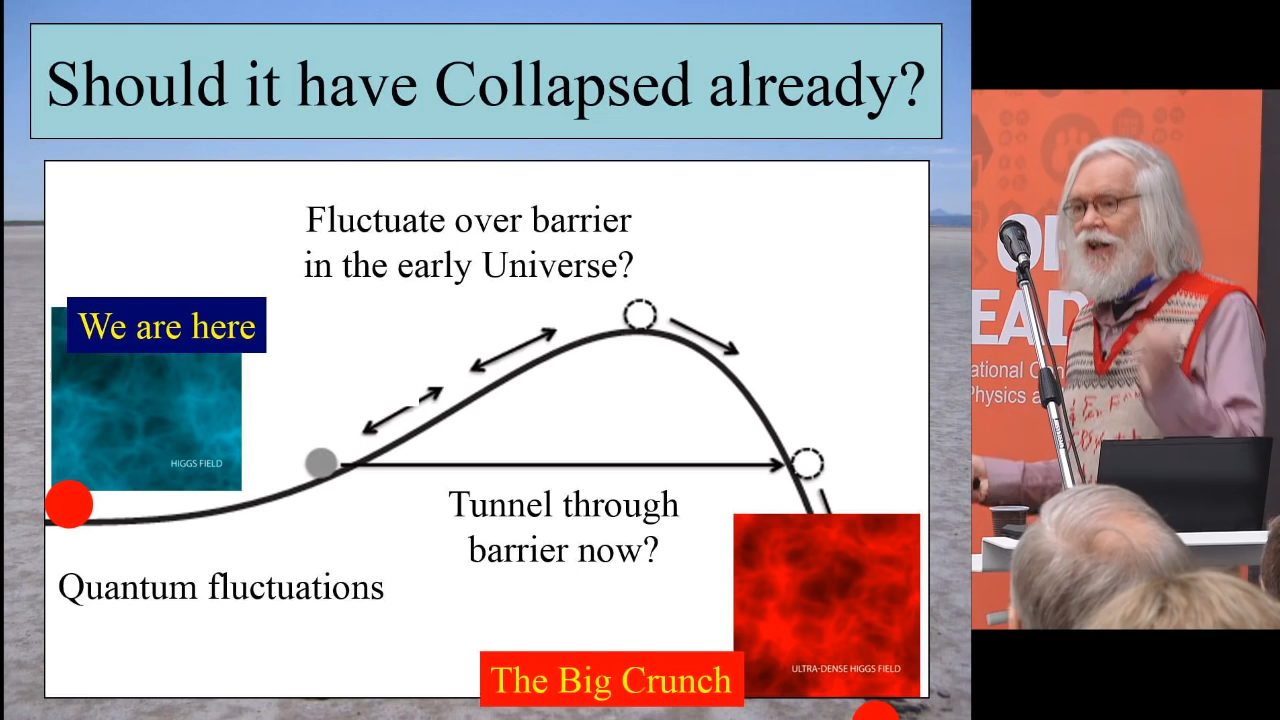 Should it have Collapsed already?
Fluctuate over barrier
in the early Universe?
We are here
HIGGS FIELD
Tunnel through
barrier now?
Quantum fluctuations
ULTRA-DENSE HIGGS FIELD
The Big Crunch